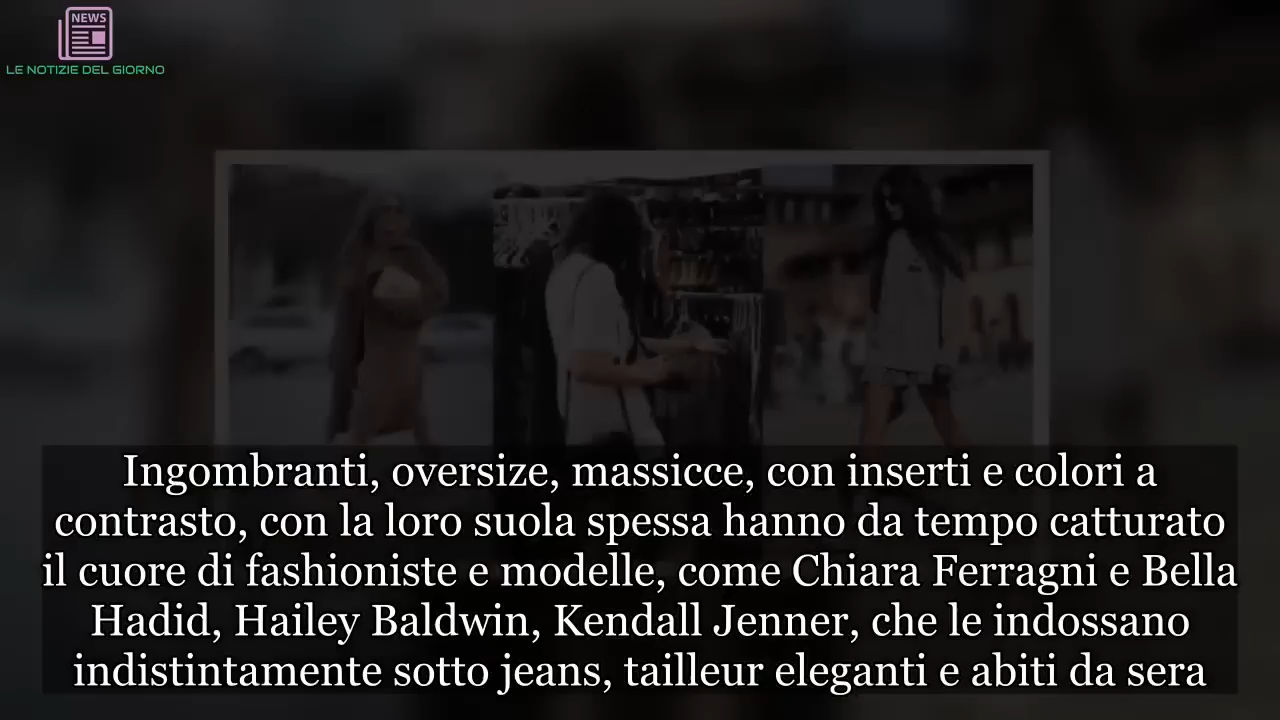 NEWS
LE NOTIZIE DEL GIORNO
Ingombranti, oversize, massicce, con inserti e colori a
contrasto, con la loro suola spessa hanno da tempo catturato
il cuore di fashioniste e modelle, come Chiara Ferragni e Bella
Hadid, Hailey Baldwin, Kendall Jenner, che le indossano
indistintamente sotto jeans, tailleur eleganti e abiti da sera